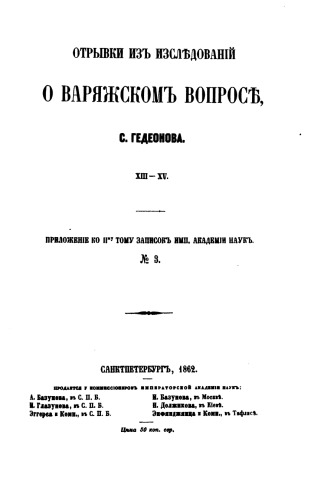 ОТРЫВКИ ИЗЪ ИЗСЛѢДОВАНІЙ
О ВАРЯЖСКОМЪ ВОПРОСѢ,
С. ГЕДЕОНОВА.
XIII — XV.
ПРИЛОЖЕНІЕ КО IIму ТОМУ ЗАПИСОКЪ ИМП. АКАДЕМІИ НАУКЪ.
№ 3.
САНКТПЕТЕРБУРГЪ, 1862.
ПРОДАЕТСЯ У КОММИССІОНЕРОВЪ ИМПЕРАТОРСКОЙ АКАДЕМІИ НАУКЪ:
А. Базунова, въ С. П. Б. И. Базунова, въ Москвѣ.
И. Глазунова, въ С. П. Б. Н. Должикова, въ Кіевѣ.
Эггерса и Комп., въ С. П. Б. Энфияджянца и Комп., въ Тифлисѣ.
Цѣна 50 коп. сер.